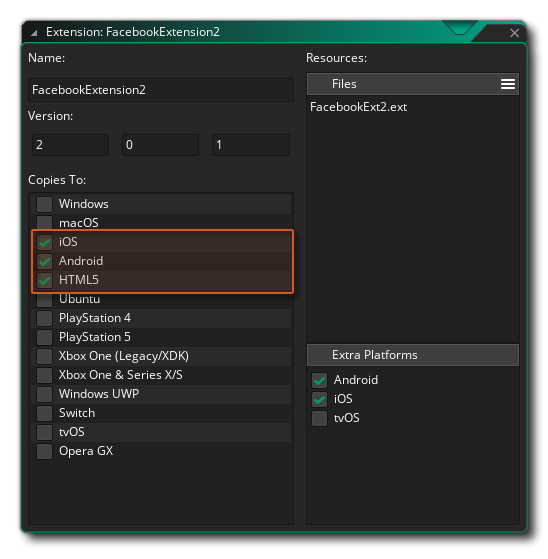 Extension: FacebookExtension2
Name:
FacebookExtension2
Version:
2 0 1
Copies To:
Windows
macOS
iOS
Android
HTML5
Ubuntu
PlayStation 4
PlayStation 5
Xbox One (Legacy/XDK)
Xbox One & Series X/S
Windows UWP
Switch
tvOS
Opera GX
Resources:
Files
FacebookExt2.ext
Extra Platforms
Android
iOS
tvOS